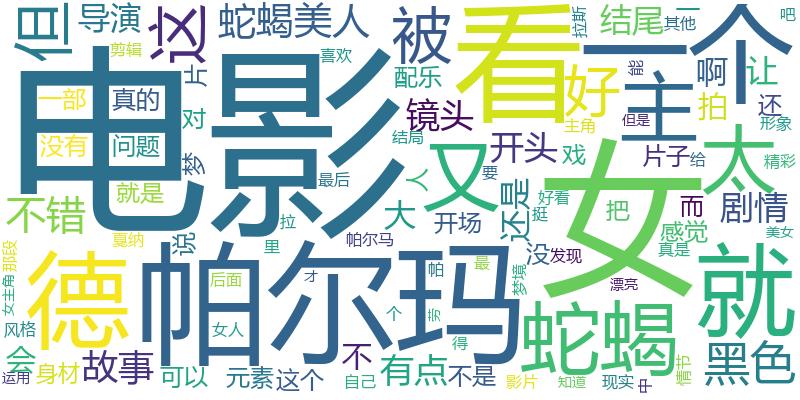 但
导演
这
蛇蝎美人
被
看
一个
结尾
拉斯
其他
一
吧
剪辑
片
喜欢
配乐
好
主
啊
能
让
一部
真的
电影
镜头
主角
但是
拍
还
形象
没有
问题
对
梦
结局
又
开头
戏
片子
给
太
精彩
不错
就是
最后
人
要
好看
挺
女
把
而
剧情
大
开场
还是
感觉
美女
那段
戛纳
说
拉
里
帕尔马
没
发现
真是
女主角
德
帕尔玛
后面
才
帕
最
梦境
漂亮
就
风格
女人
个
劳
得
蛇蝎
会
故事
不
有点
不是
黑色
运用
身材
可以
元素
这个
自己
影片
知道
现实
中
情节